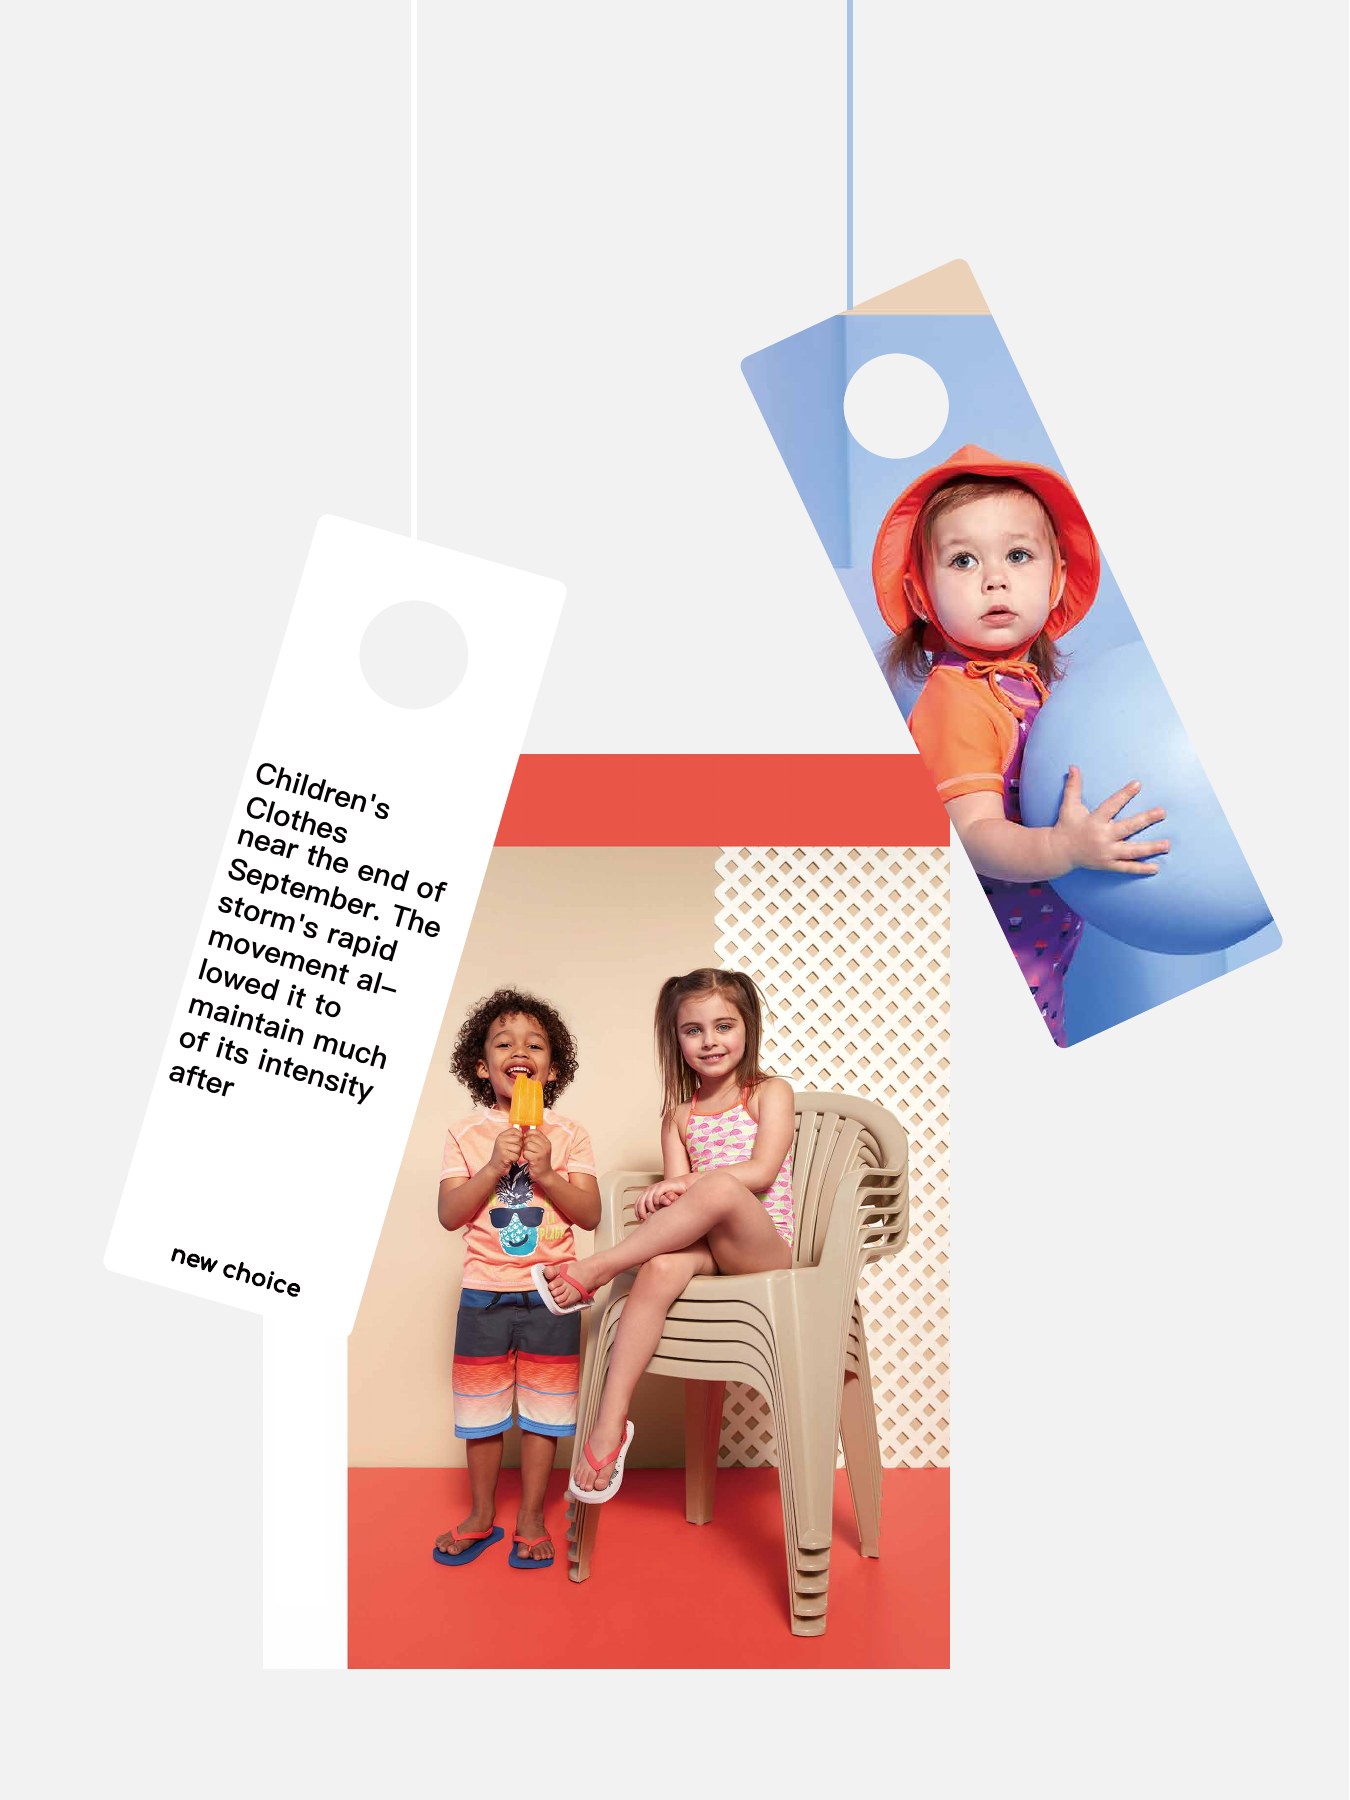 Children's
Clothes
near the end of
September. The
storm's rapid
movement al–
lowed it to
maintain much
of its intensity
after
new choice